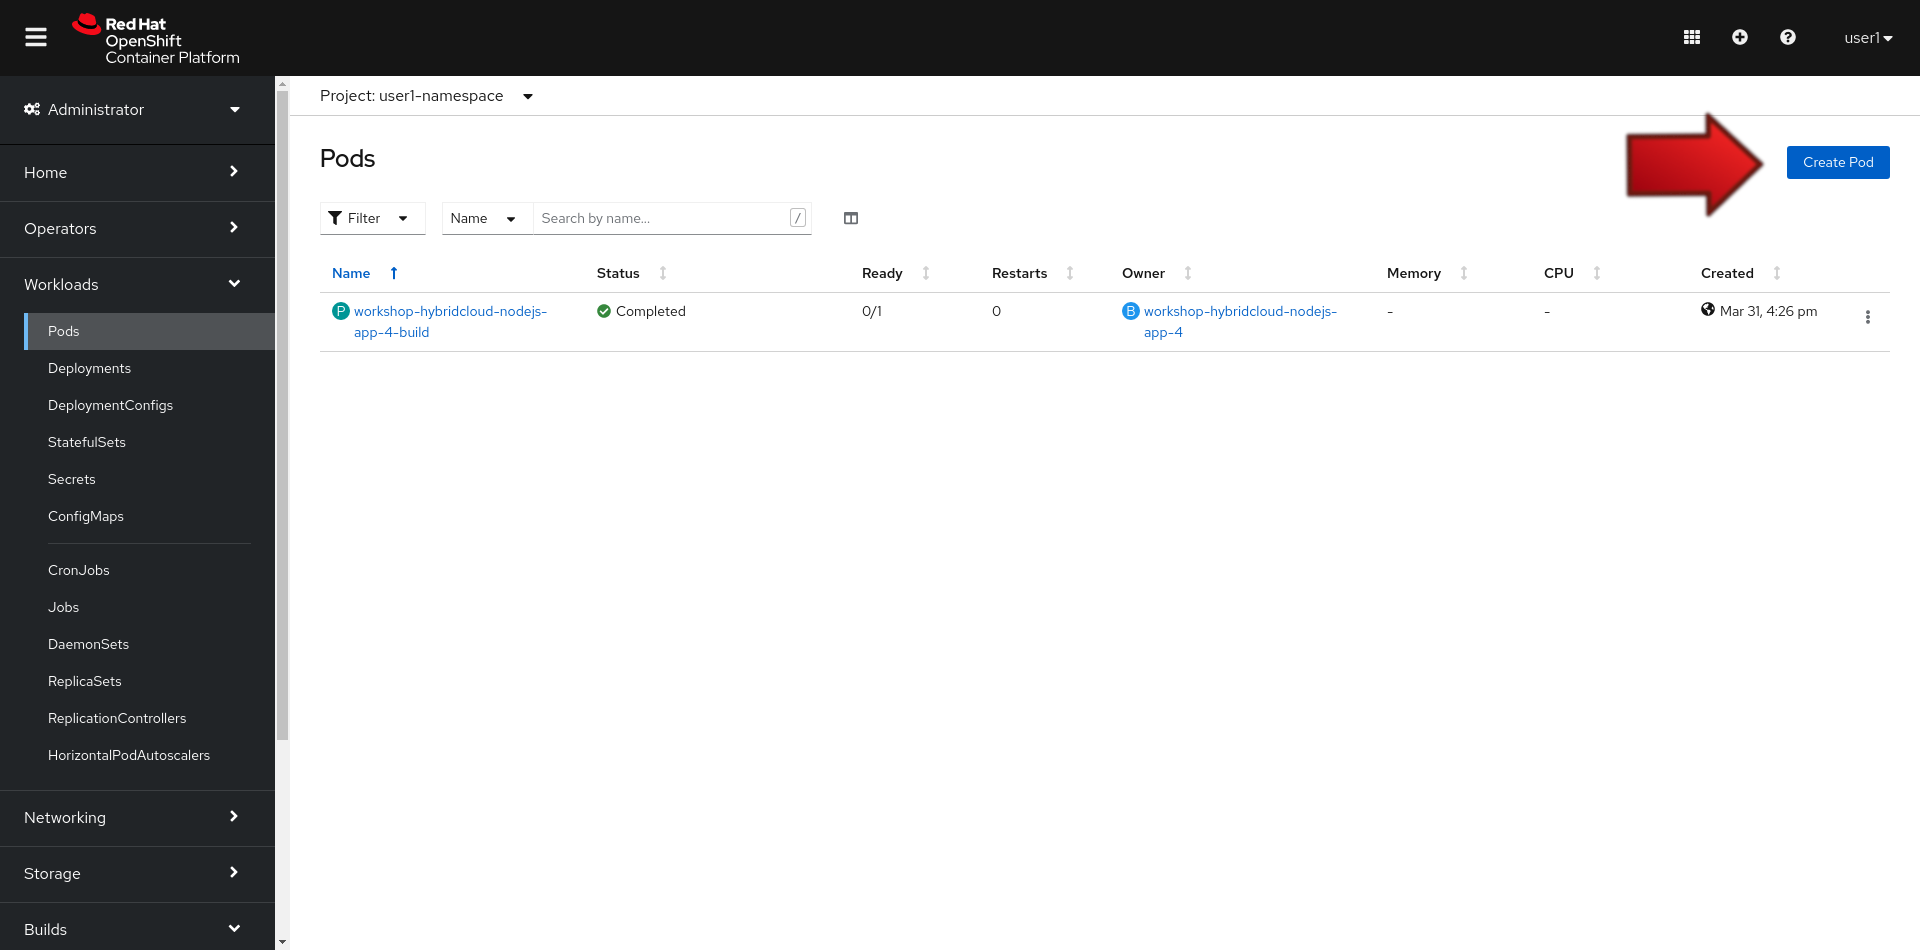 Red Hat
OpenShift
Container Platform
user1
Administrator
Home
Operators
Workloads
Pods
Deployments
DeploymentConfigs
StatefulSets
Secrets
ConfigMaps
CronJobs
Jobs
DaemonSets
ReplicaSets
ReplicationControllers
HorizontalPodAutoscalers
Networking
Storage
Builds
Project: user1-namespace
Pods
Create Pod
Filter Name Search by name... /
Name Status Ready Restarts Owner Memory CPU Created
P workshop-hybridcloud-nodejs- Completed 0/1 0 B workshop-hybridcloud-nodejs- - - Mar 31, 4:26 pm
app-4-build app-4